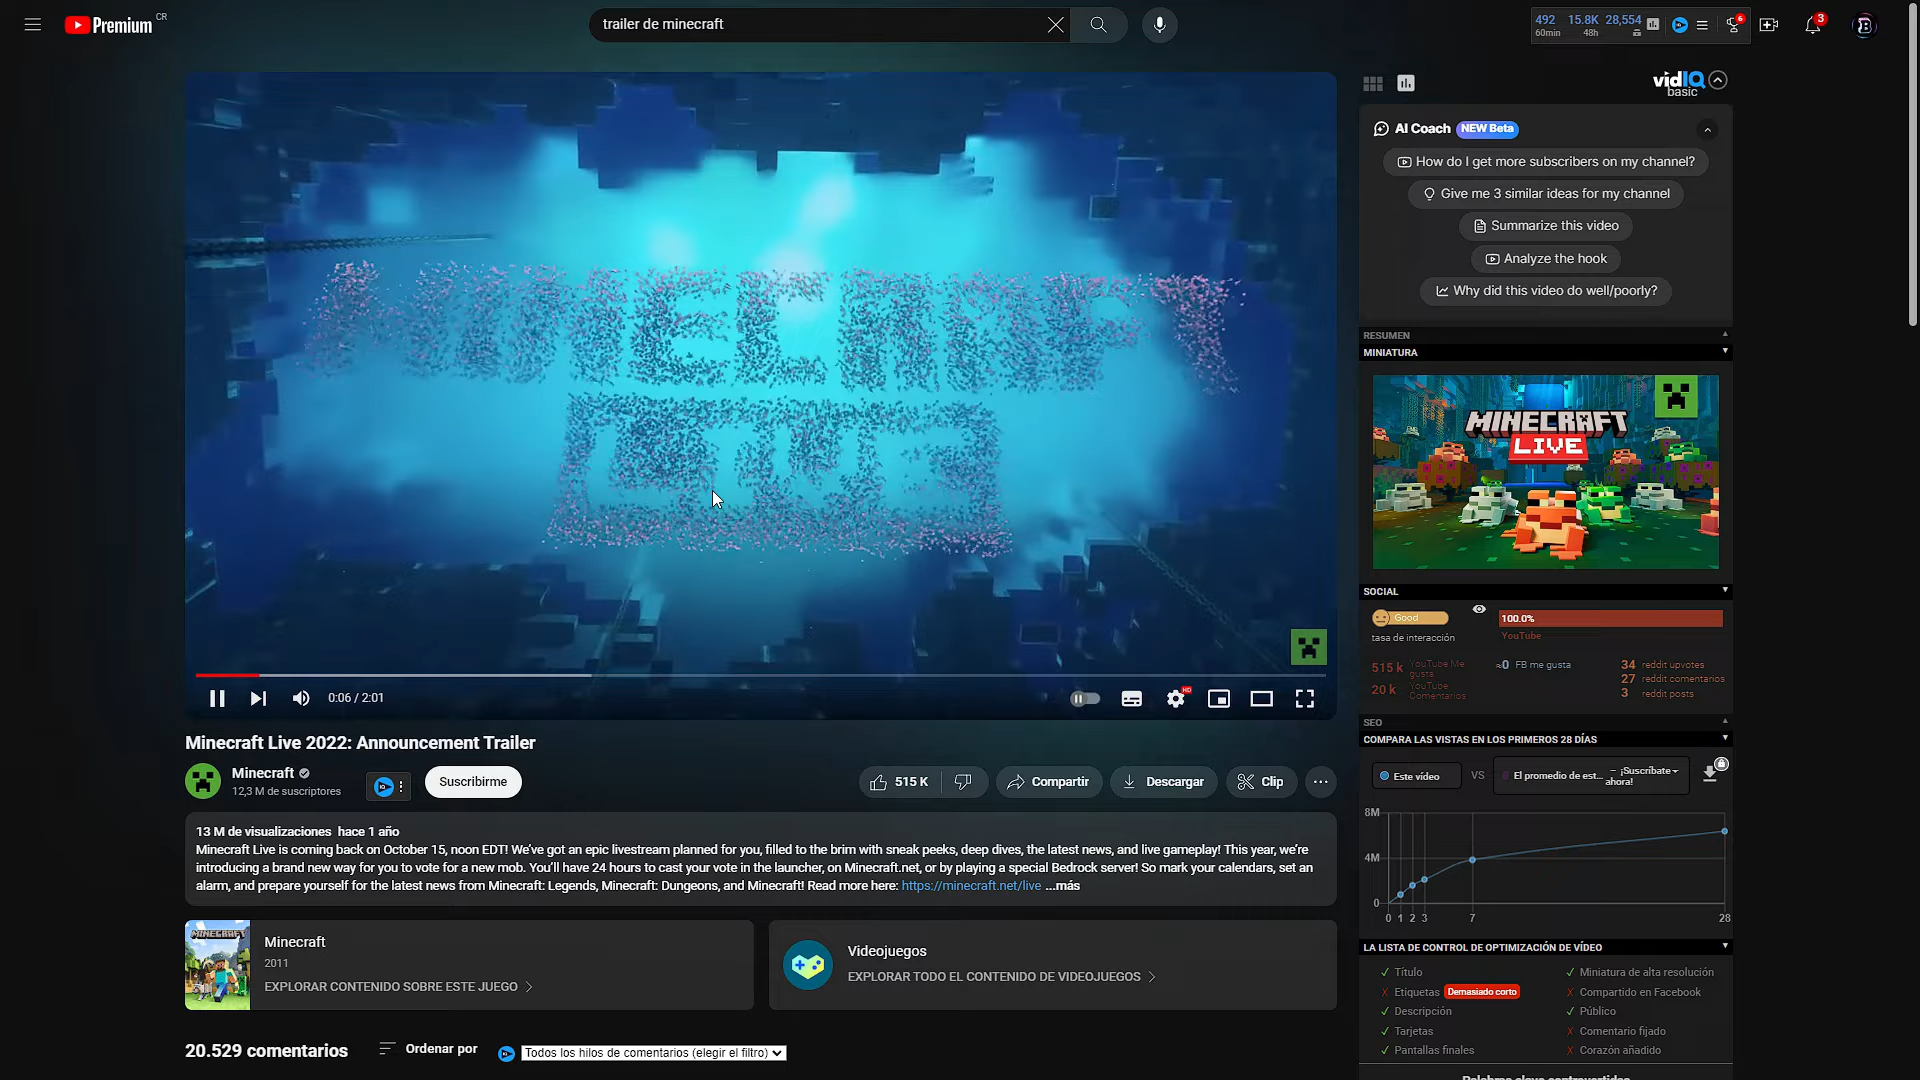 Premium CR
trailer de minecraft
492 15.8K 28,554
60min 48h
6
3
vidIQ
basic
AI Coach NEW Beta
How do I get more subscribers on my channel?
Give me 3 similar ideas for my channel
Summarize this video
Analyze the hook
Why did this video do well/poorly?
RESUMEN
MINIATURA
MINECRAFT
LIVE
SOCIAL
Good
tasa de interacción
100.0%
YouTube
515 k YouTube Me gusta
20 k YouTube Comentarios
≈0 FB me gusta
34 reddit upvotes
27 reddit comentarios
3 reddit posts
SEO
COMPARA LAS VISTAS EN LOS PRIMEROS 28 DÍAS
Este vídeo VS El promedio de est... – ¡Suscríbate ahora!
8M
4M
0
0 1 2 3 7 28
LA LISTA DE CONTROL DE OPTIMIZACIÓN DE VÍDEO
✓ Título
✓ Miniatura de alta resolución
X Etiquetas Demasiado corto
X Compartido en Facebook
✓ Descripción
✓ Público
✓ Tarjetas
X Comentario fijado
✓ Pantallas finales
X Corazón añadido
MINECRAFT
LIVE
0:06 / 2:01
HD
Minecraft Live 2022: Announcement Trailer
Minecraft
12,3 M de suscriptores
Suscribirme
515 K
Compartir
Descargar
Clip
13 M de visualizaciones hace 1 año
Minecraft Live is coming back on October 15, noon EDT! We've got an epic livestream planned for you, filled to the brim with sneak peeks, deep dives, the latest news, and live gameplay! This year, we're
introducing a brand new way for you to vote for a new mob. You'll have 24 hours to cast your vote in the launcher, on Minecraft.net, or by playing a special Bedrock server! So mark your calendars, set an
alarm, and prepare yourself for the latest news from Minecraft: Legends, Minecraft: Dungeons, and Minecraft! Read more here: https://minecraft.net/live ...más
MINECRAFT
Minecraft
2011
EXPLORAR CONTENIDO SOBRE ESTE JUEGO
Videojuegos
EXPLORAR TODO EL CONTENIDO DE VIDEOJUEGOS
20.529 comentarios
Ordenar por
Todos los hilos de comentarios (elegir el filtro)